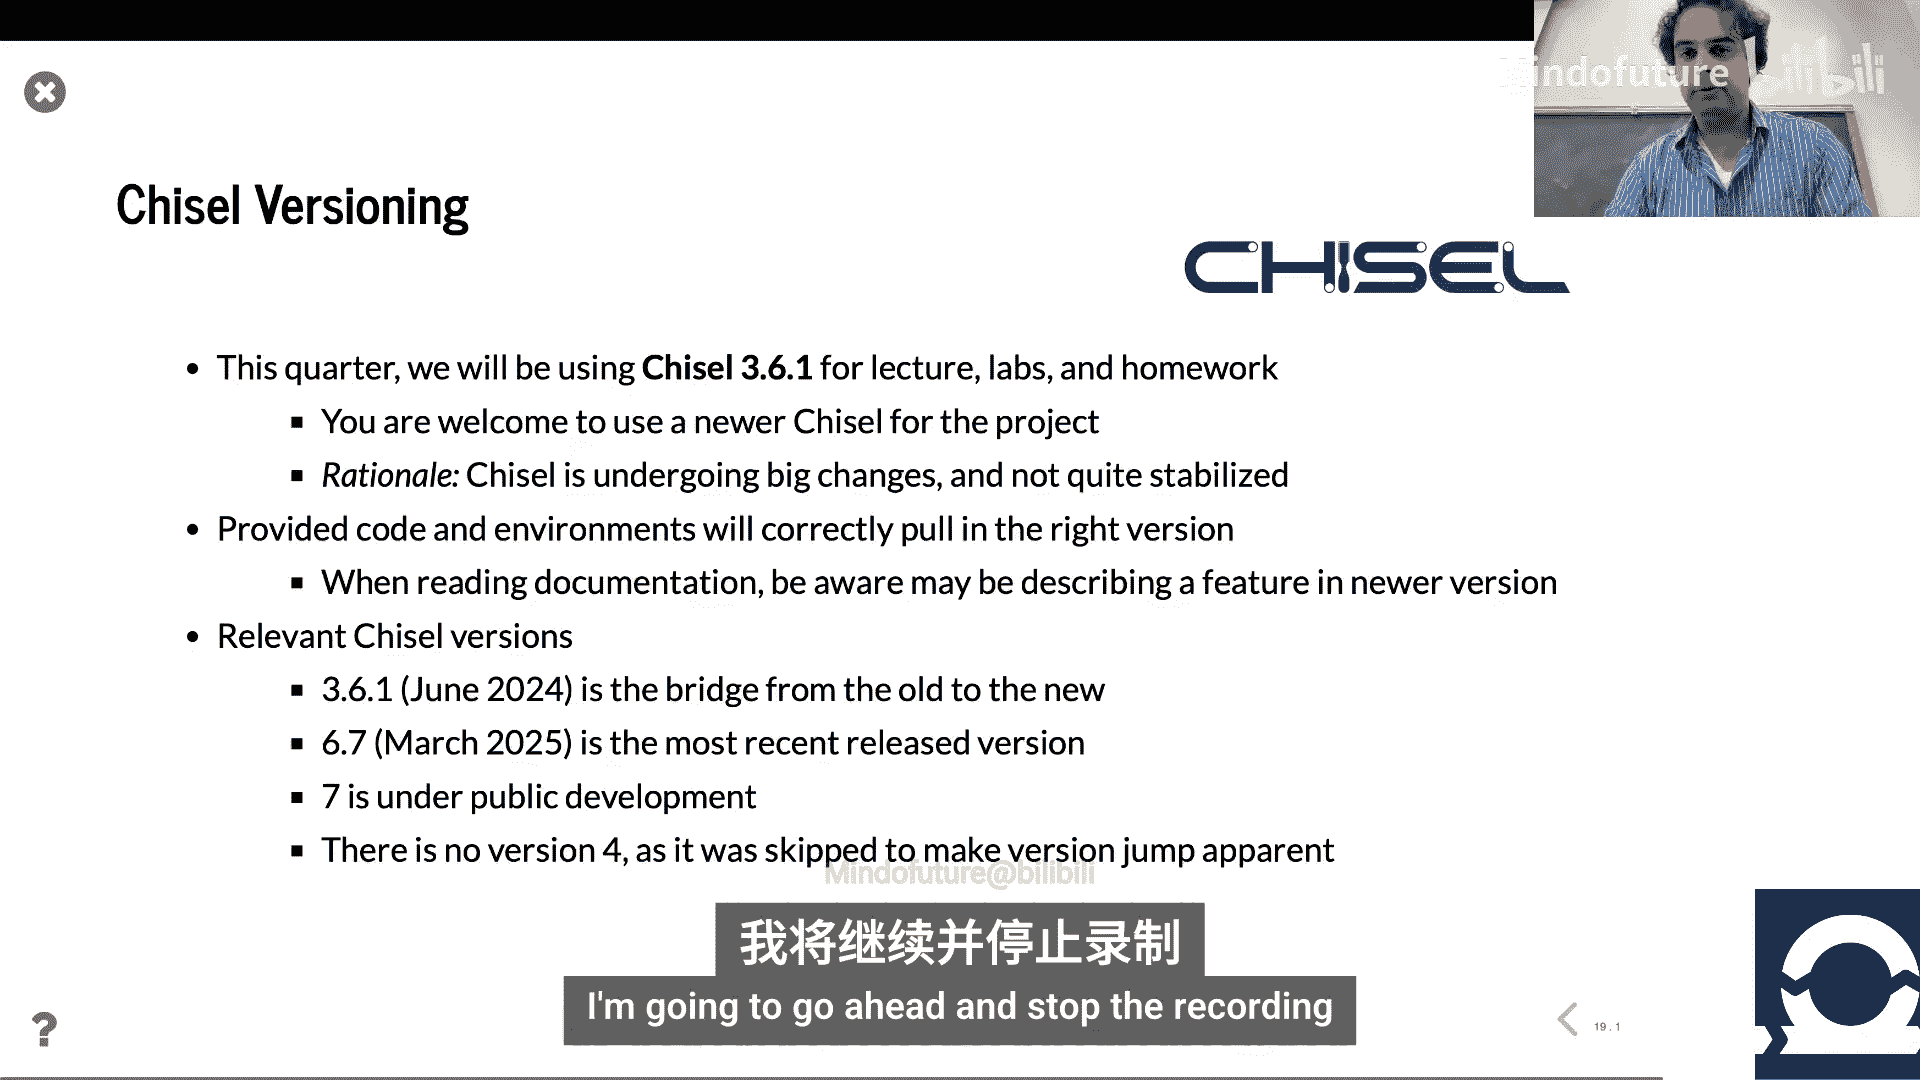 Mindofuture bilibili
Chisel Versioning
CHISEL
This quarter, we will be using Chisel 3.6.1 for lecture, labs, and homework
You are welcome to use a newer Chisel for the project
Rationale: Chisel is undergoing big changes, and not quite stabilized
Provided code and environments will correctly pull in the right version
When reading documentation, be aware may be describing a feature in newer version
Relevant Chisel versions
3.6.1 (June 2024) is the bridge from the old to the new
6.7 (March 2025) is the most recent released version
7 is under public development
There is no version 4, as it was skipped to make version jump apparent
Mindofuture@bilibili
我将继续并停止录制
I'm going to go ahead and stop the recording
?
19 . 1